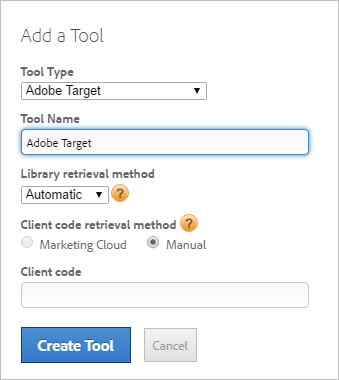 Add a Tool
Tool Type
Adobe Target
Tool Name
Adobe Target
Library retrieval method
Automatic ?
Client code retrieval method ?
Marketing Cloud Manual
Client code
Create Tool Cancel